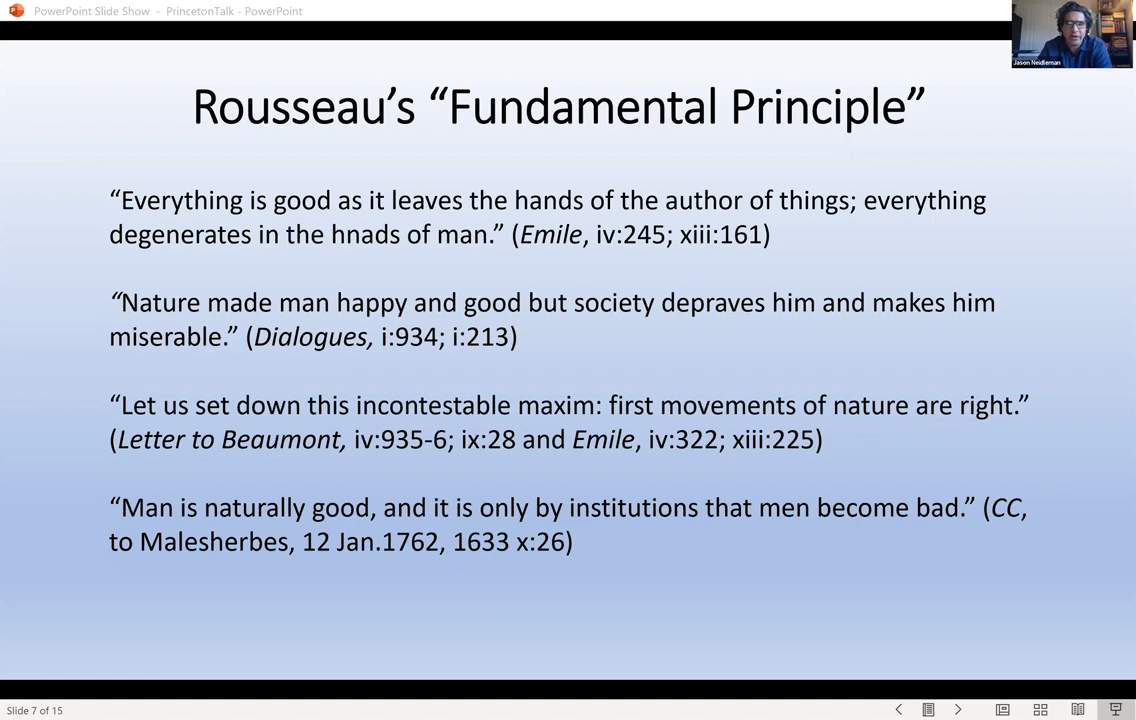 PowerPoint Slide Show - PrincetonTalk - PowerPoint
Jason Neidleman
Rousseau’s “Fundamental Principle”
“Everything is good as it leaves the hands of the author of things; everything
degenerates in the hnads of man.” (Emile, iv:245; xiii:161)
“Nature made man happy and good but society depraves him and makes him
miserable.” (Dialogues, i:934; i:213)
“Let us set down this incontestable maxim: first movements of nature are right.”
(Letter to Beaumont, iv:935-6; ix:28 and Emile, iv:322; xiii:225)
“Man is naturally good, and it is only by institutions that men become bad.” (CC,
to Malesherbes, 12 Jan.1762, 1633 x:26)
Slide 7 of 15